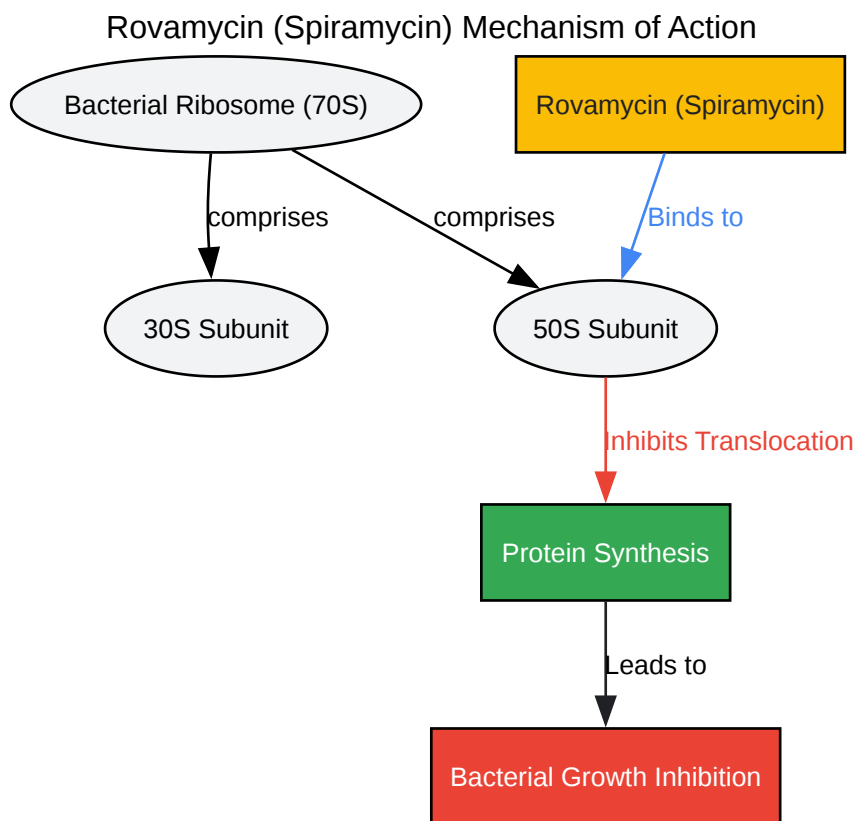 Rovamycin (Spiramycin) Mechanism of Action
Bacterial Ribosome (70S)
Rovamycin (Spiramycin)
comprises
comprises
Binds to
30S Subunit
50S Subunit
Inhibits Translocation
Protein Synthesis
Leads to
Bacterial Growth Inhibition